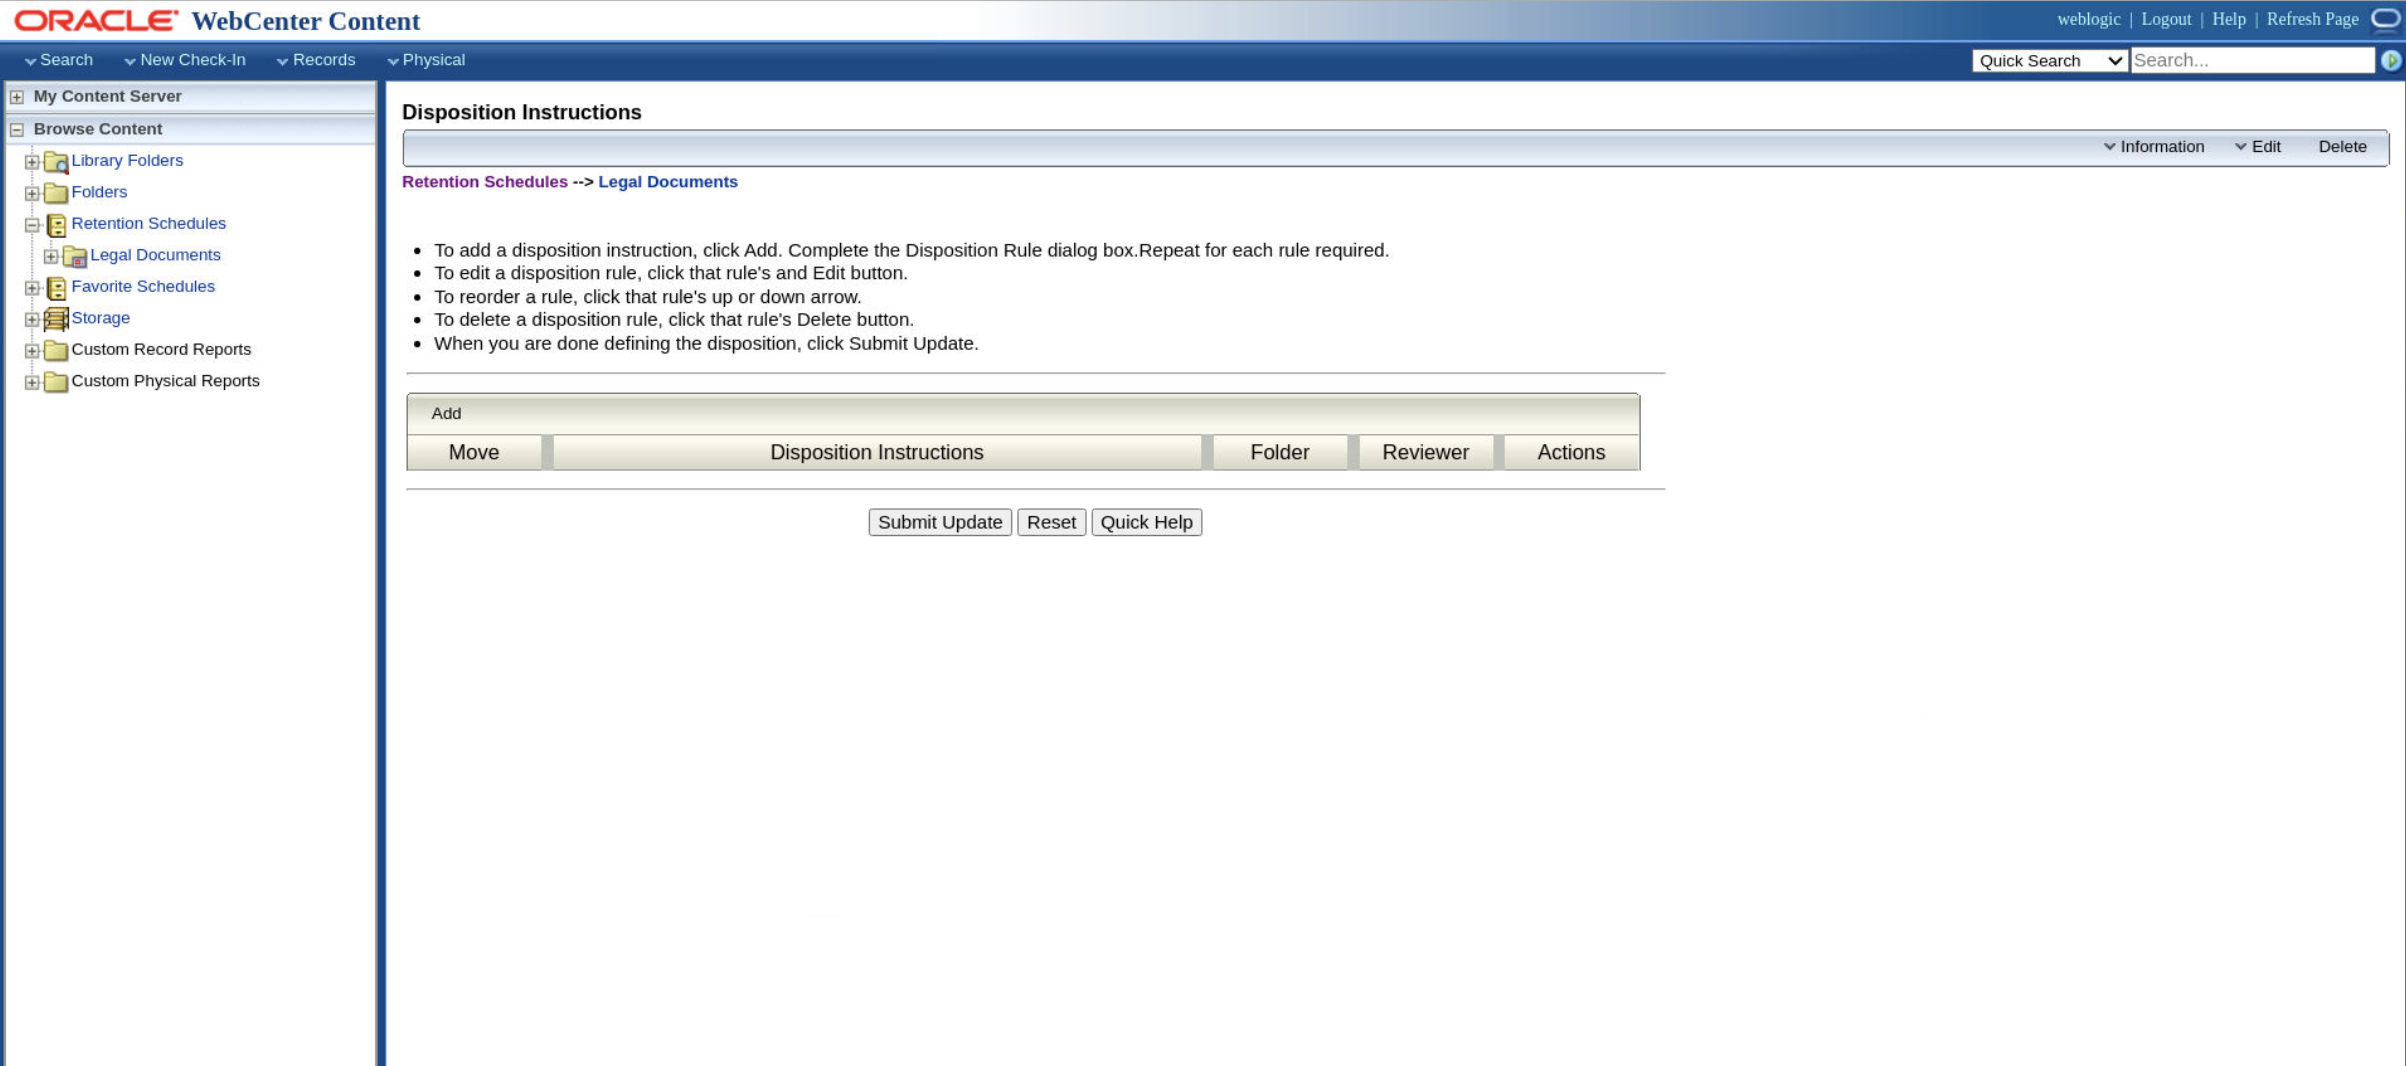 ORACLE WebCenter Content
weblogic | Logout | Help | Refresh Page
Search New Check-In Records Physical
Quick Search Search...
My Content Server
Browse Content
Library Folders
Folders
Retention Schedules
Legal Documents
Favorite Schedules
Storage
Custom Record Reports
Custom Physical Reports
Disposition Instructions
Information Edit Delete
Retention Schedules --> Legal Documents
To add a disposition instruction, click Add. Complete the Disposition Rule dialog box.Repeat for each rule required.
To edit a disposition rule, click that rule's and Edit button.
To reorder a rule, click that rule's up or down arrow.
To delete a disposition rule, click that rule's Delete button.
When you are done defining the disposition, click Submit Update.
Add
Move Disposition Instructions Folder Reviewer Actions
Submit Update Reset Quick Help